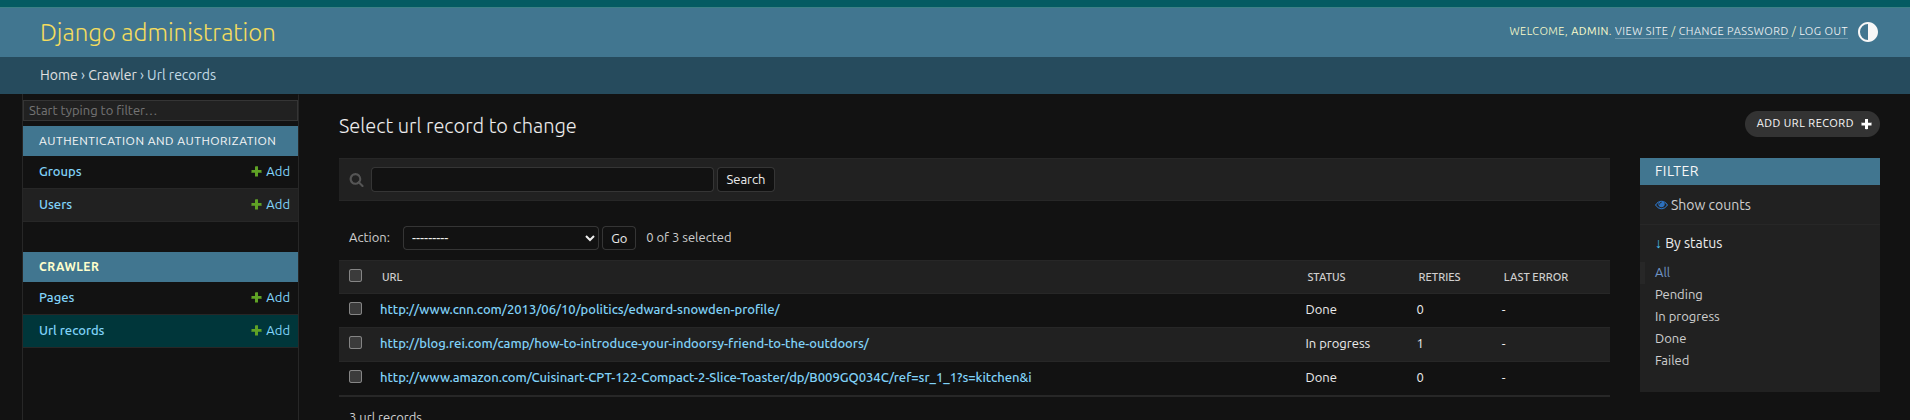 Django administration
WELCOME, ADMIN. VIEW SITE / CHANGE PASSWORD / LOG OUT
Home › Crawler › Url records
Start typing to filter...
AUTHENTICATION AND AUTHORIZATION
Groups + Add
Users + Add
CRAWLER
Pages + Add
Url records + Add
Select url record to change
ADD URL RECORD +
Search
Action: --------- Go 0 of 3 selected
URL STATUS RETRIES LAST ERROR
http://www.cnn.com/2013/06/10/politics/edward-snowden-profile/ Done 0 -
http://blog.rei.com/camp/how-to-introduce-your-indoorsy-friend-to-the-outdoors/ In progress 1 -
http://www.amazon.com/Cuisinart-CPT-122-Compact-2-Slice-Toaster/dp/B009GQ034C/ref=sr_1_1?s=kitchen&i Done 0 -
3 url records
FILTER
Show counts
↓ By status
All
Pending
In progress
Done
Failed